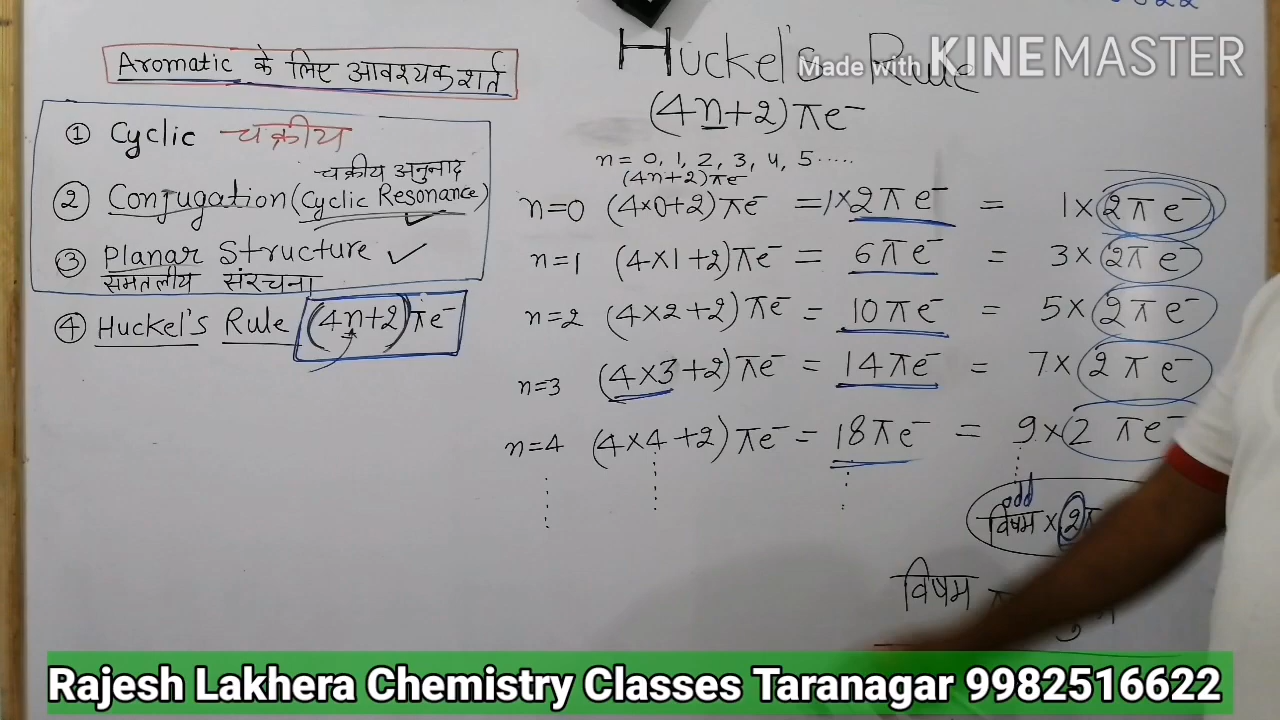 Aromatic के लिए आवश्यक शर्त
① Cyclic चक्रीय
चक्रीय अनुनाद
② Conjugation (Cyclic Resonance)
③ Planar Structure ✓
समतलीय संरचना
④ Huckel's Rule (4n+2)πe⁻
Huckel's Rule
Made with KINEMASTER
(4n+2)πe⁻
n = 0, 1, 2, 3, 4, 5 .....
(4n+2)πe⁻
n=0 (4×0+2)πe⁻ = 1×2πe⁻ = 1×2πe⁻
n=1 (4×1+2)πe⁻ = 6πe⁻ = 3×2πe⁻
n=2 (4×2+2)πe⁻ = 10πe⁻ = 5×2πe⁻
n=3 (4×3+2)πe⁻ = 14πe⁻ = 7×2πe⁻
n=4 (4×4+2)πe⁻ = 18πe⁻ = 9×2πe⁻
odd
विषम × 2π
विषम
Rajesh Lakhera Chemistry Classes Taranagar 9982516622